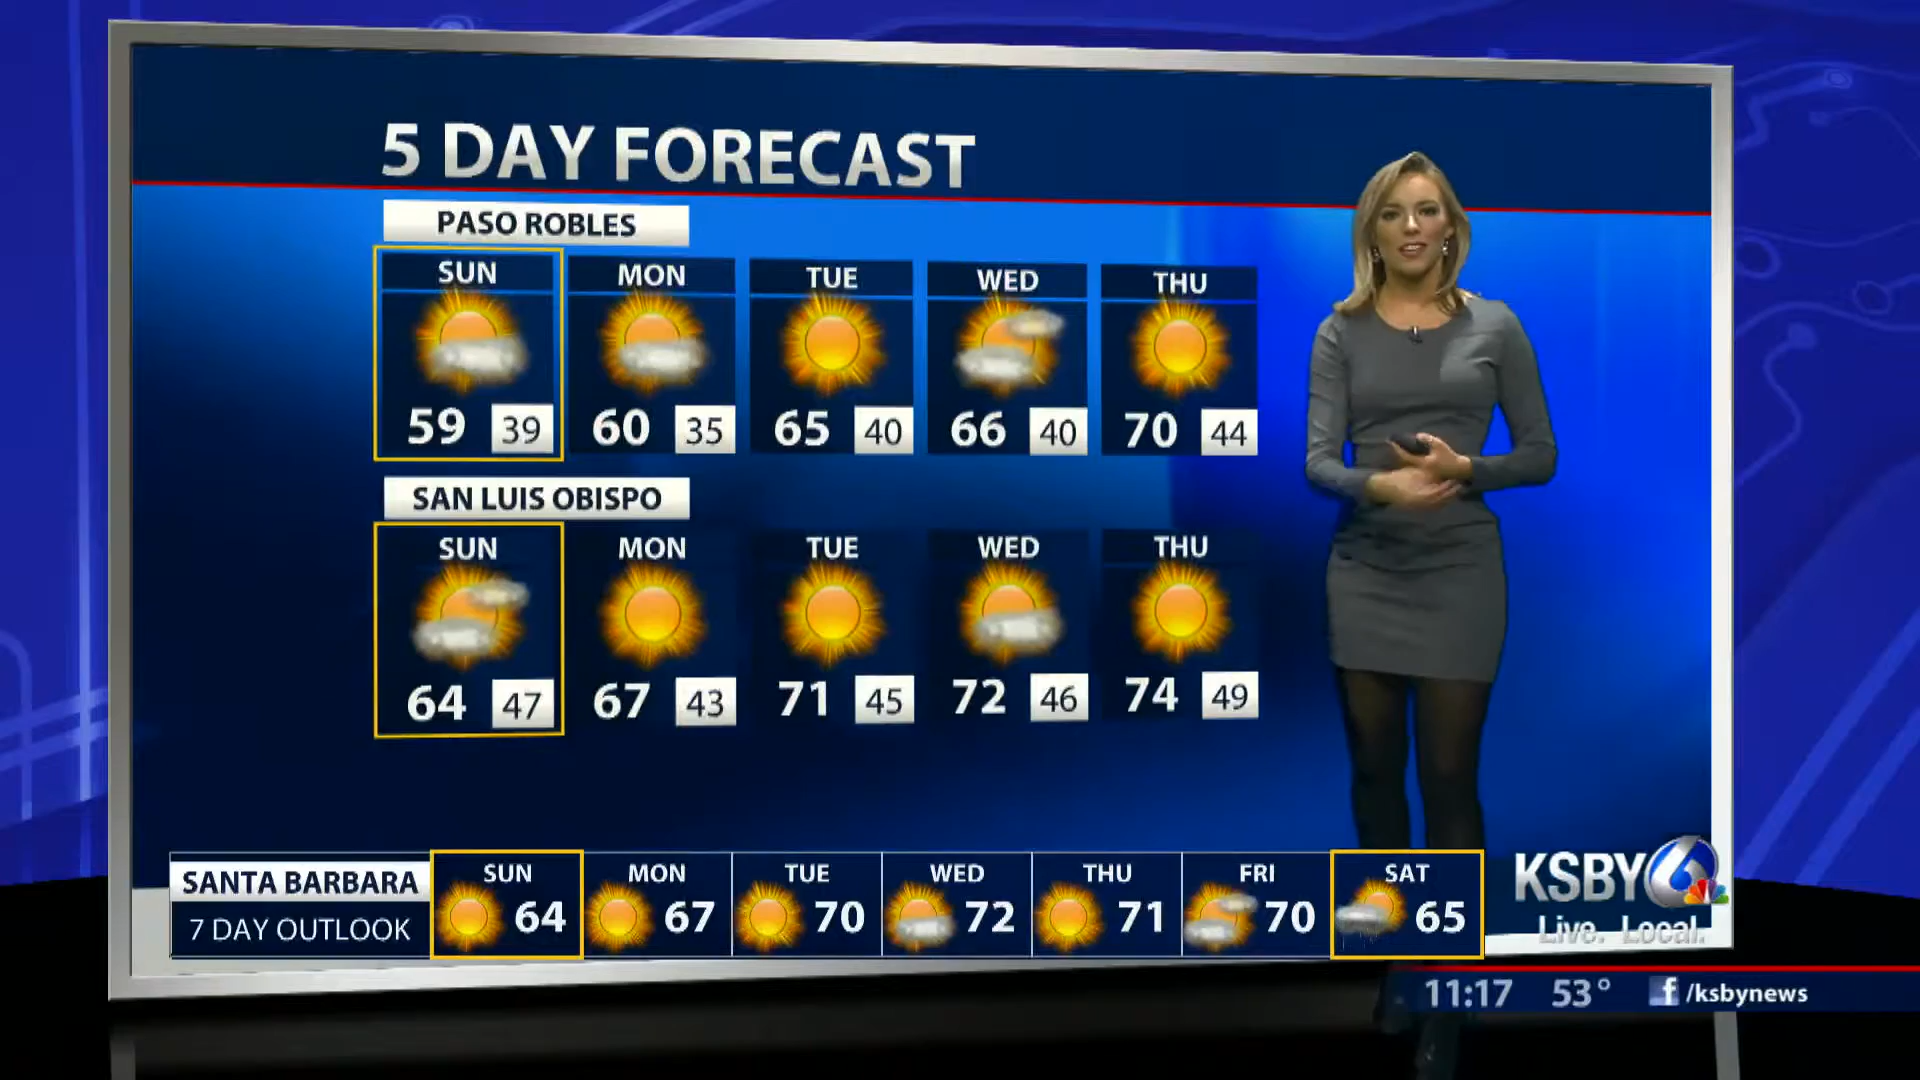 5 DAY FORECAST
PASO ROBLES
SUN MON TUE WED THU
59 39 60 35 65 40 66 40 70 44
SAN LUIS OBISPO
SUN MON TUE WED THU
64 47 67 43 71 45 72 46 74 49
SANTA BARBARA
7 DAY OUTLOOK
SUN MON TUE WED THU FRI SAT
64 67 70 72 71 70 65
KSBY6
Live. Local.
11:17 53° f /ksbynews